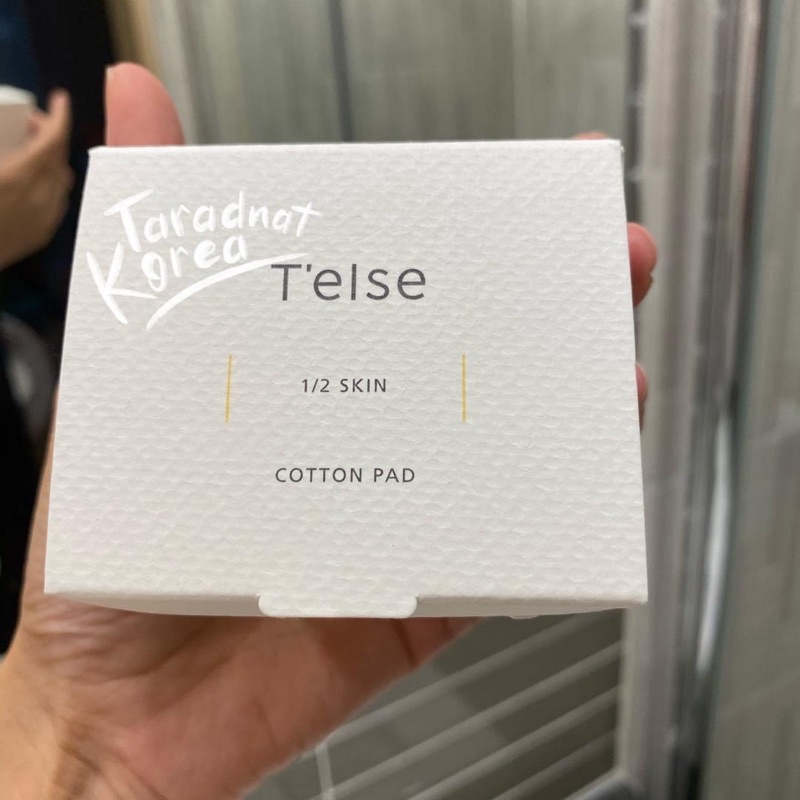 Taradnat
Korea
T'else
1/2 SKIN
COTTON PAD